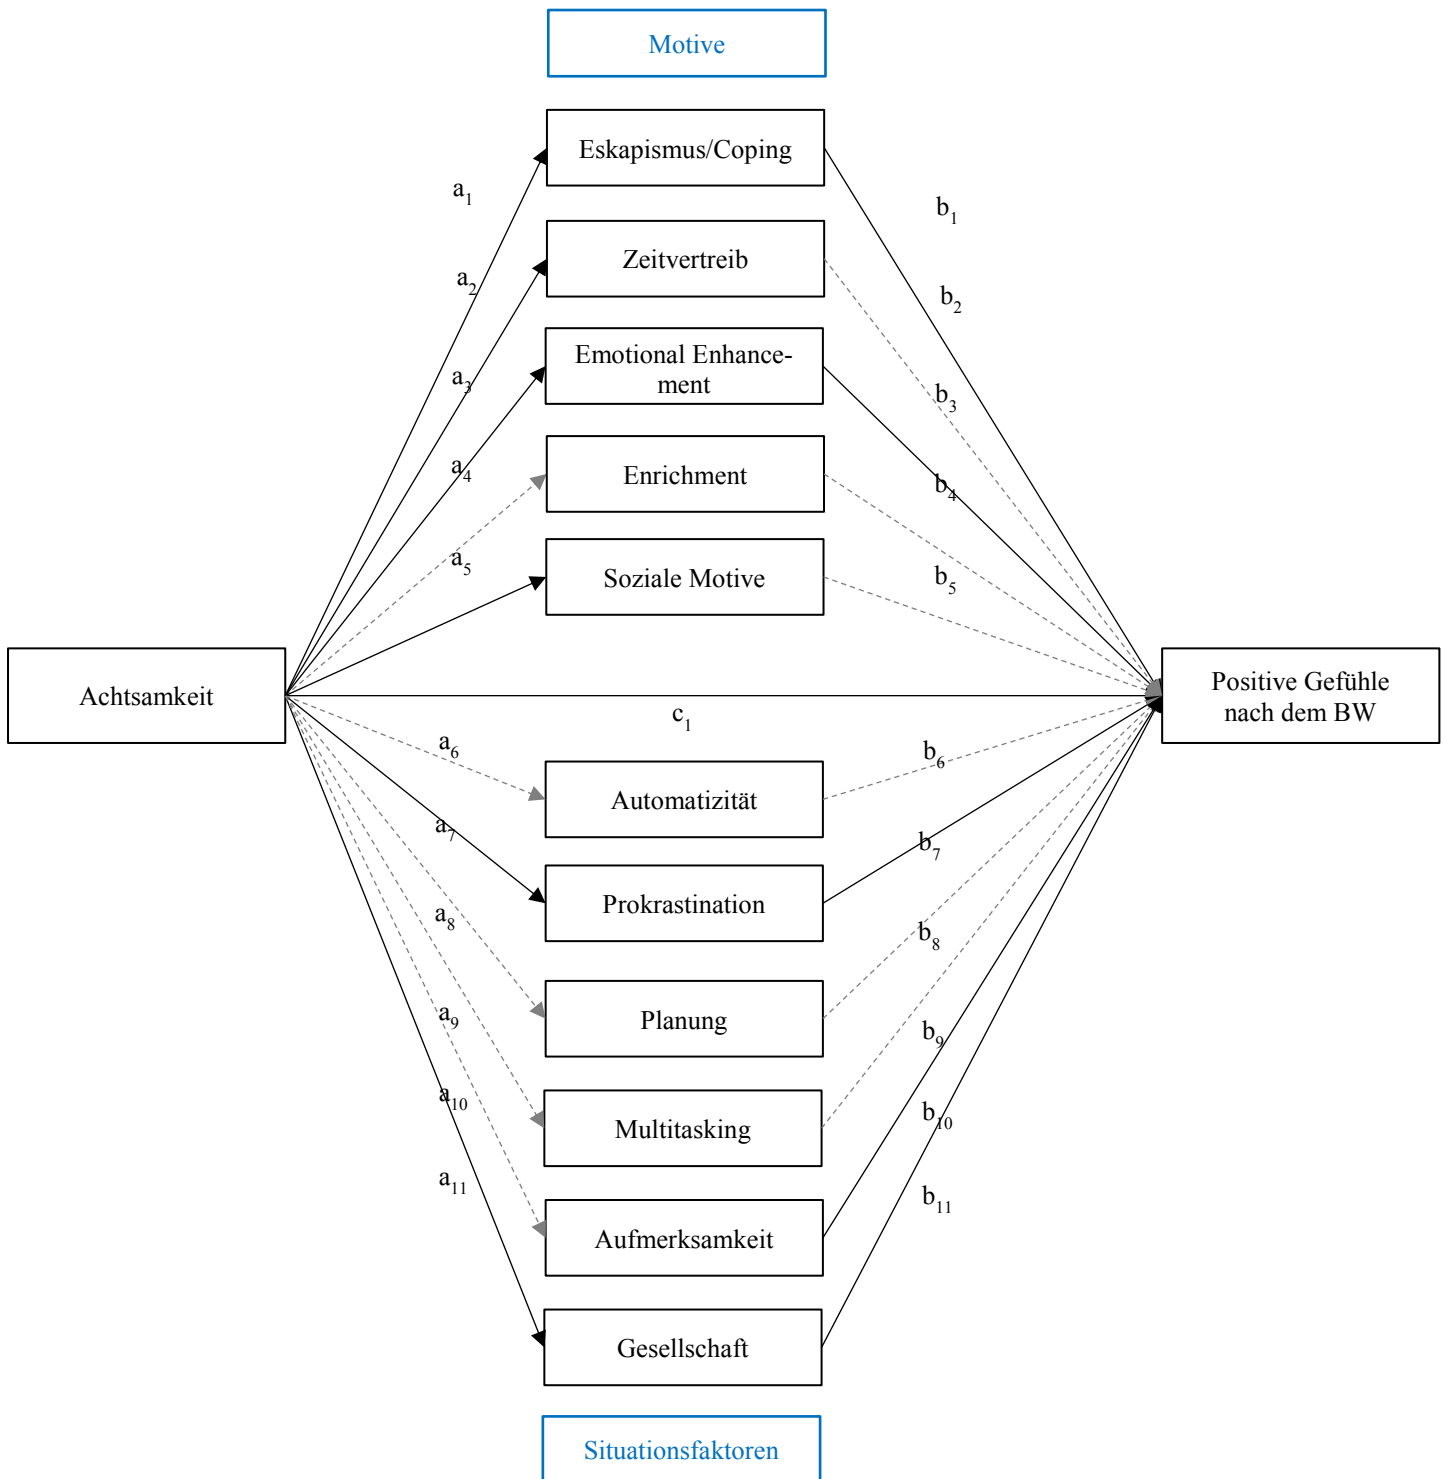 Motive
Eskapismus/Coping
a1
b1
Zeitvertreib
a2
b2
Emotional Enhance-
ment
a3
b3
Enrichment
a4
b4
Soziale Motive
a5
b5
Achtsamkeit
Positive Gefühle
nach dem BW
c1
a6
b6
Automatizität
a7
b7
Prokrastination
a8
b8
Planung
a9
b9
Multitasking
a10
b10
Aufmerksamkeit
a11
b11
Gesellschaft
Situationsfaktoren